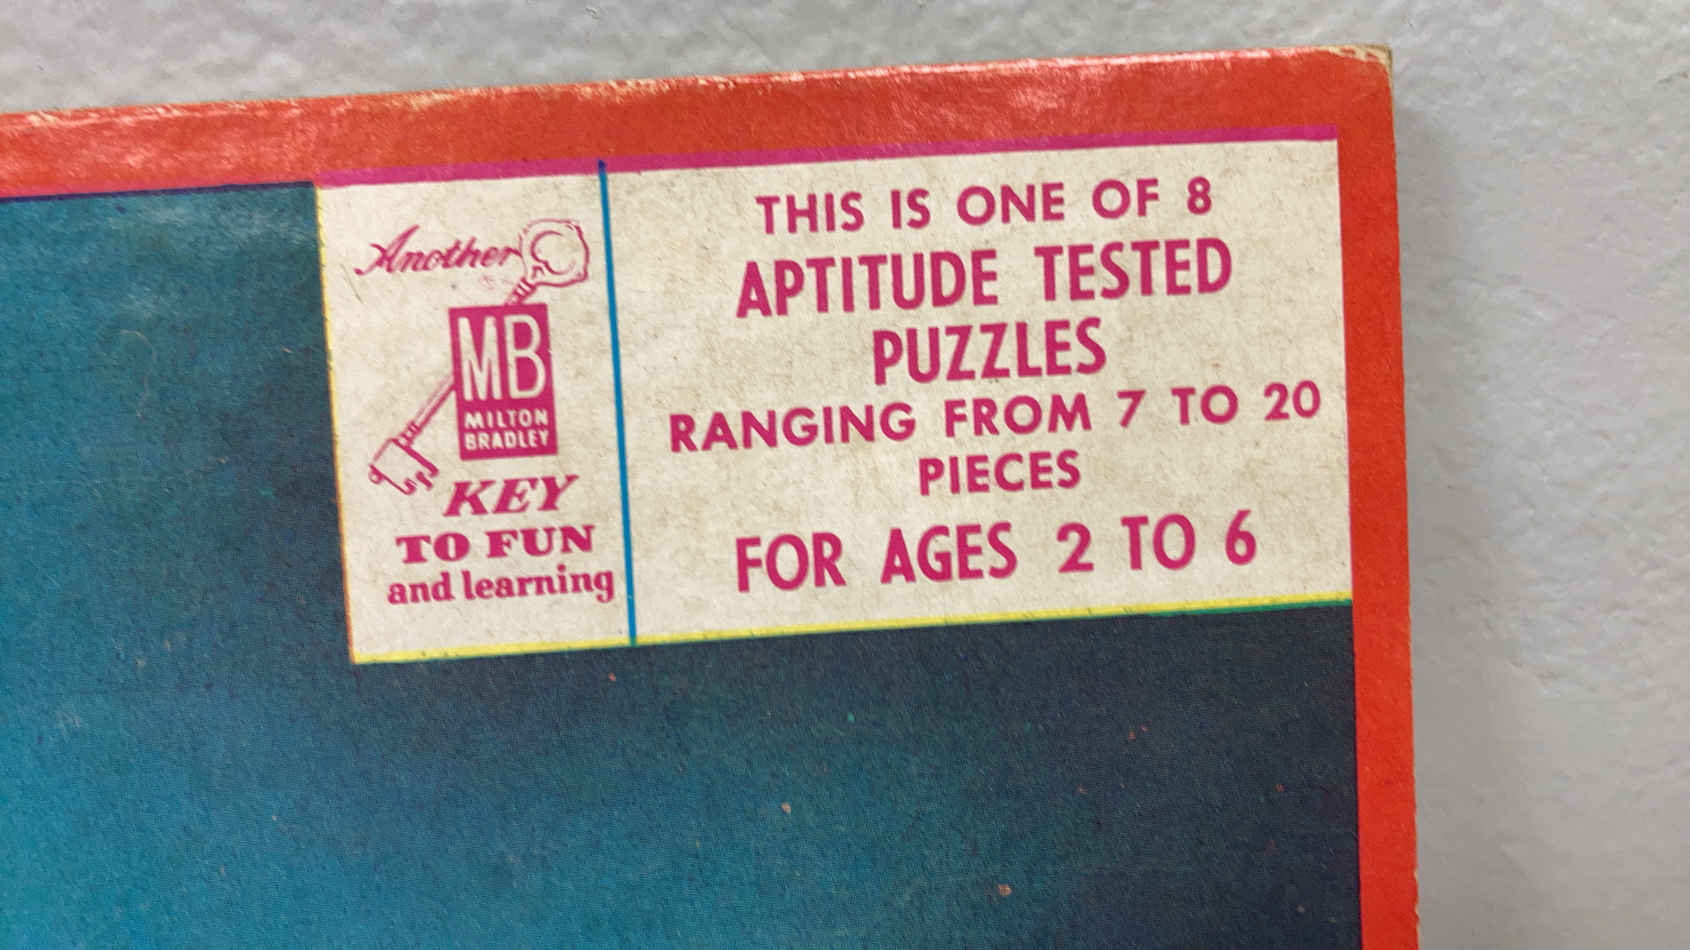 Another
MB
MILTON
BRADLEY
KEY
TO FUN
and learning
THIS IS ONE OF 8
APTITUDE TESTED
PUZZLES
RANGING FROM 7 TO 20
PIECES
FOR AGES 2 TO 6